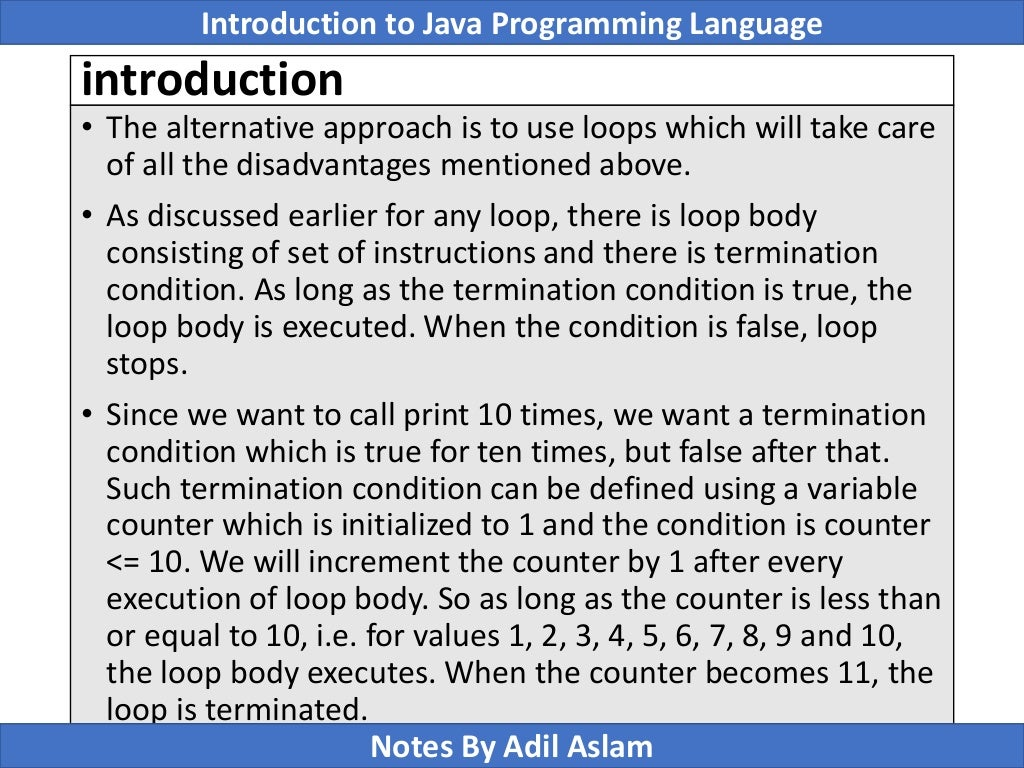 Introduction to Java Programming Language
introduction
• The alternative approach is to use loops which will take care
of all the disadvantages mentioned above.
• As discussed earlier for any loop, there is loop body
consisting of set of instructions and there is termination
condition. As long as the termination condition is true, the
loop body is executed. When the condition is false, loop
stops.
• Since we want to call print 10 times, we want a termination
condition which is true for ten times, but false after that.
Such termination condition can be defined using a variable
counter which is initialized to 1 and the condition is counter
<= 10. We will increment the counter by 1 after every
execution of loop body. So as long as the counter is less than
or equal to 10, i.e. for values 1, 2, 3, 4, 5, 6, 7, 8, 9 and 10,
the loop body executes. When the counter becomes 11, the
loop is terminated.
Notes By Adil Aslam